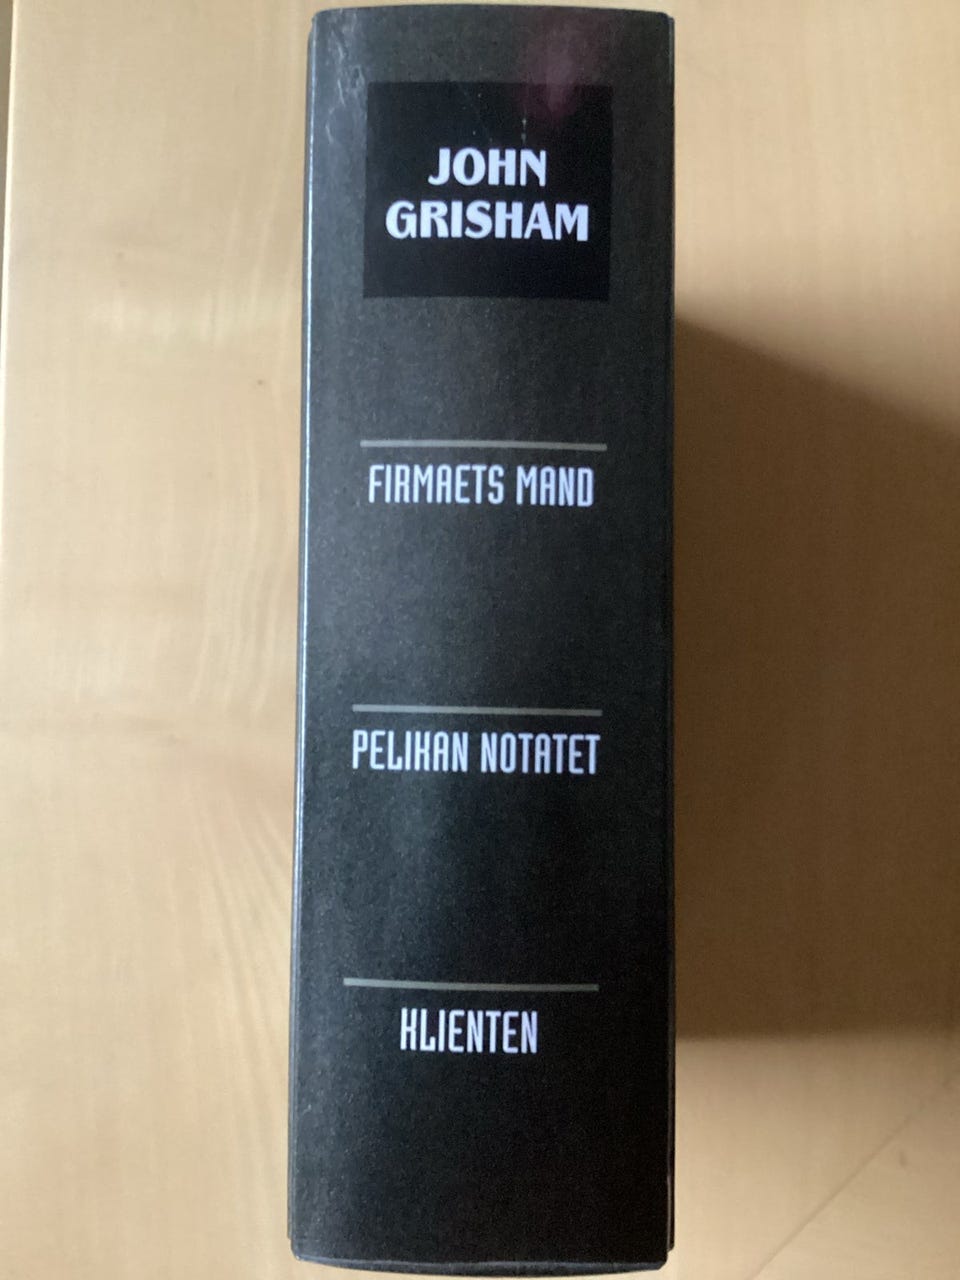 JOHN
GRISHAM
FIRMAETS MAND
PELIKAN NOTATET
KLIENTEN